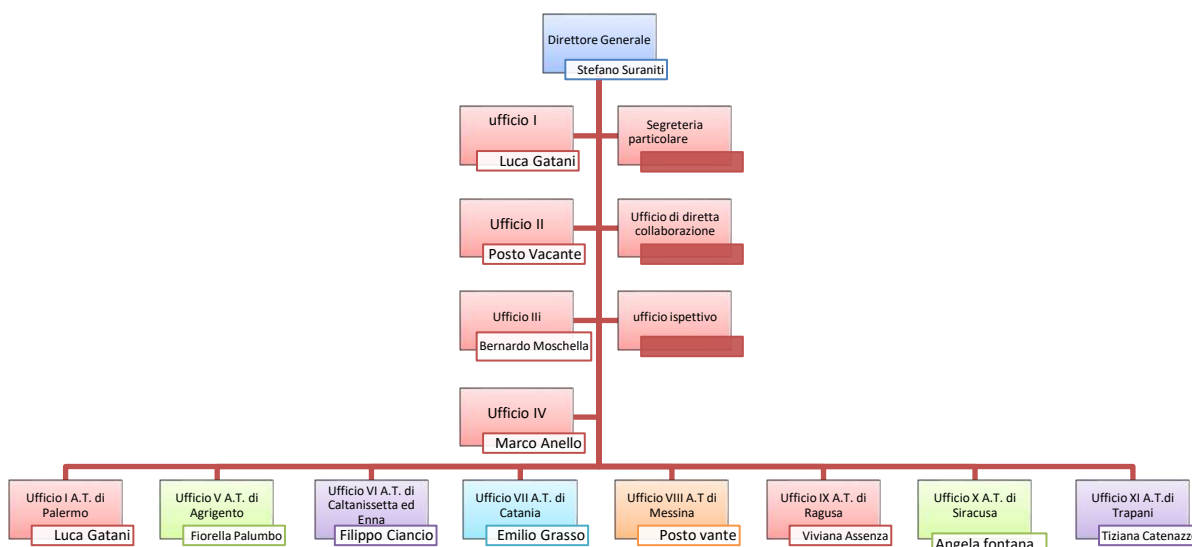 Direttore Generale
Stefano Suraniti
ufficio I
Luca Gatani
Segreteria
particolare
Ufficio II
Posto Vacante
Ufficio di diretta
collaborazione
Ufficio IIi
Bernardo Moschella
ufficio ispettivo
Ufficio IV
Marco Anello
Ufficio I A.T. di
Palermo
Luca Gatani
Ufficio V A.T. di
Agrigento
Fiorella Palumbo
Ufficio VI A.T. di
Caltanissetta ed
Enna
Filippo Ciancio
Ufficio VII A.T. di
Catania
Emilio Grasso
Ufficio VIII A.T di
Messina
Posto vante
Ufficio IX A.T. di
Ragusa
Viviana Assenza
Ufficio X A.T. di
Siracusa
Angela fontana
Ufficio XI A.T.di
Trapani
Tiziana Catenazzo